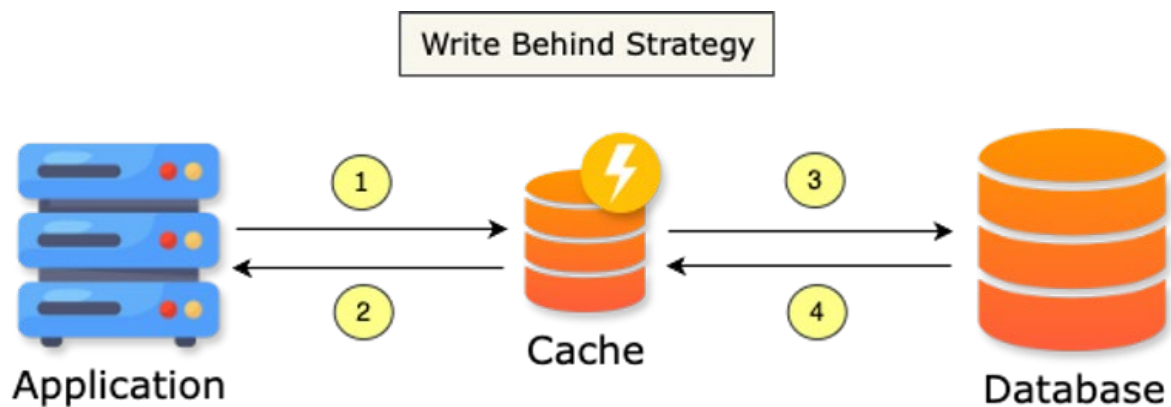 Write Behind Strategy
1
3
2
4
Cache
Application
Database